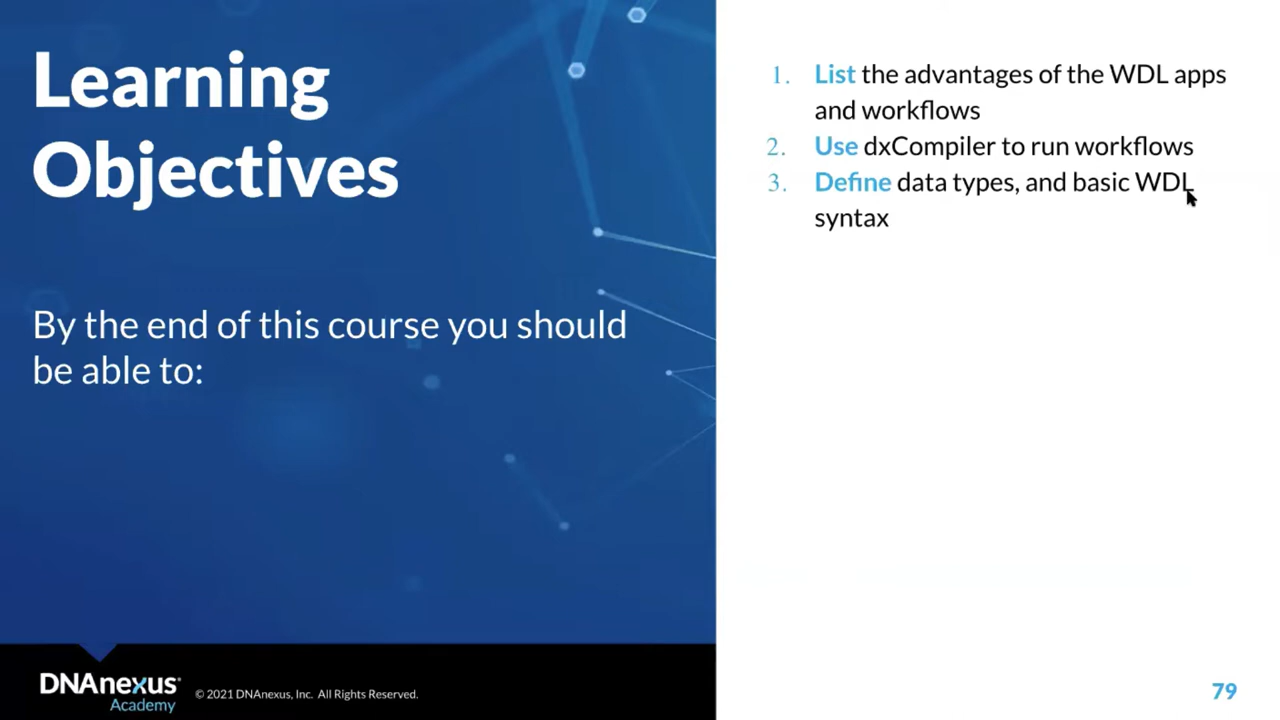 Learning
Objectives
By the end of this course you should
be able to:
1. List the advantages of the WDL apps
and workflows
2. Use dxCompiler to run workflows
3. Define data types, and basic WDL
syntax
DNAnexus®
Academy
© 2021 DNAnexus, Inc. All Rights Reserved.
79